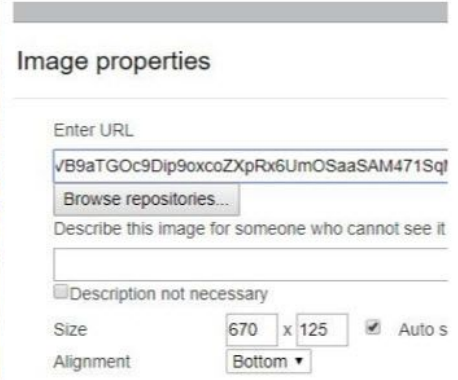 Image properties
Enter URL
Browse repositories...
Describe this image for someone who cannot see it
Description not necessary
Size 670 x 125 Auto s
Alignment Bottom